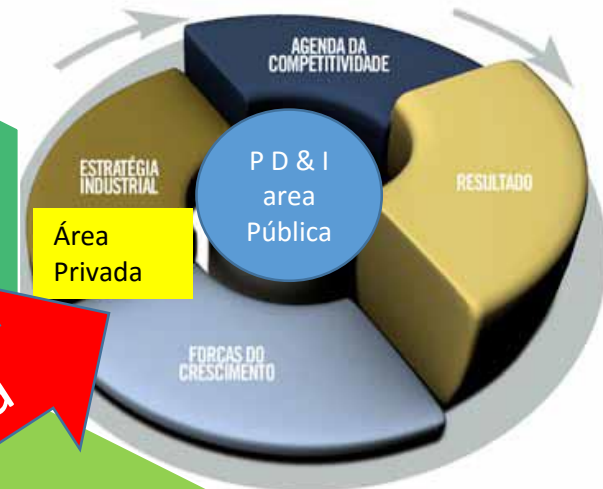 AGENDA DA
COMPETITIVIDADE
ESTRATÉGIA
INDUSTRIAL
P D & I
area
Pública
RESULTADO
Área
Privada
FORÇAS DO
CRESCIMENTO